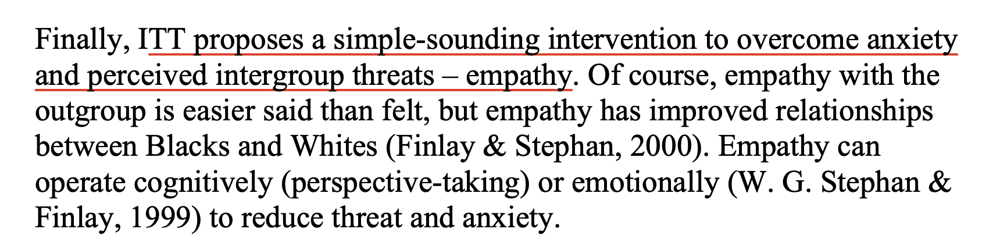 Finally, ITT proposes a simple-sounding intervention to overcome anxiety
and perceived intergroup threats – empathy. Of course, empathy with the
outgroup is easier said than felt, but empathy has improved relationships
between Blacks and Whites (Finlay & Stephan, 2000). Empathy can
operate cognitively (perspective-taking) or emotionally (W. G. Stephan &
Finlay, 1999) to reduce threat and anxiety.